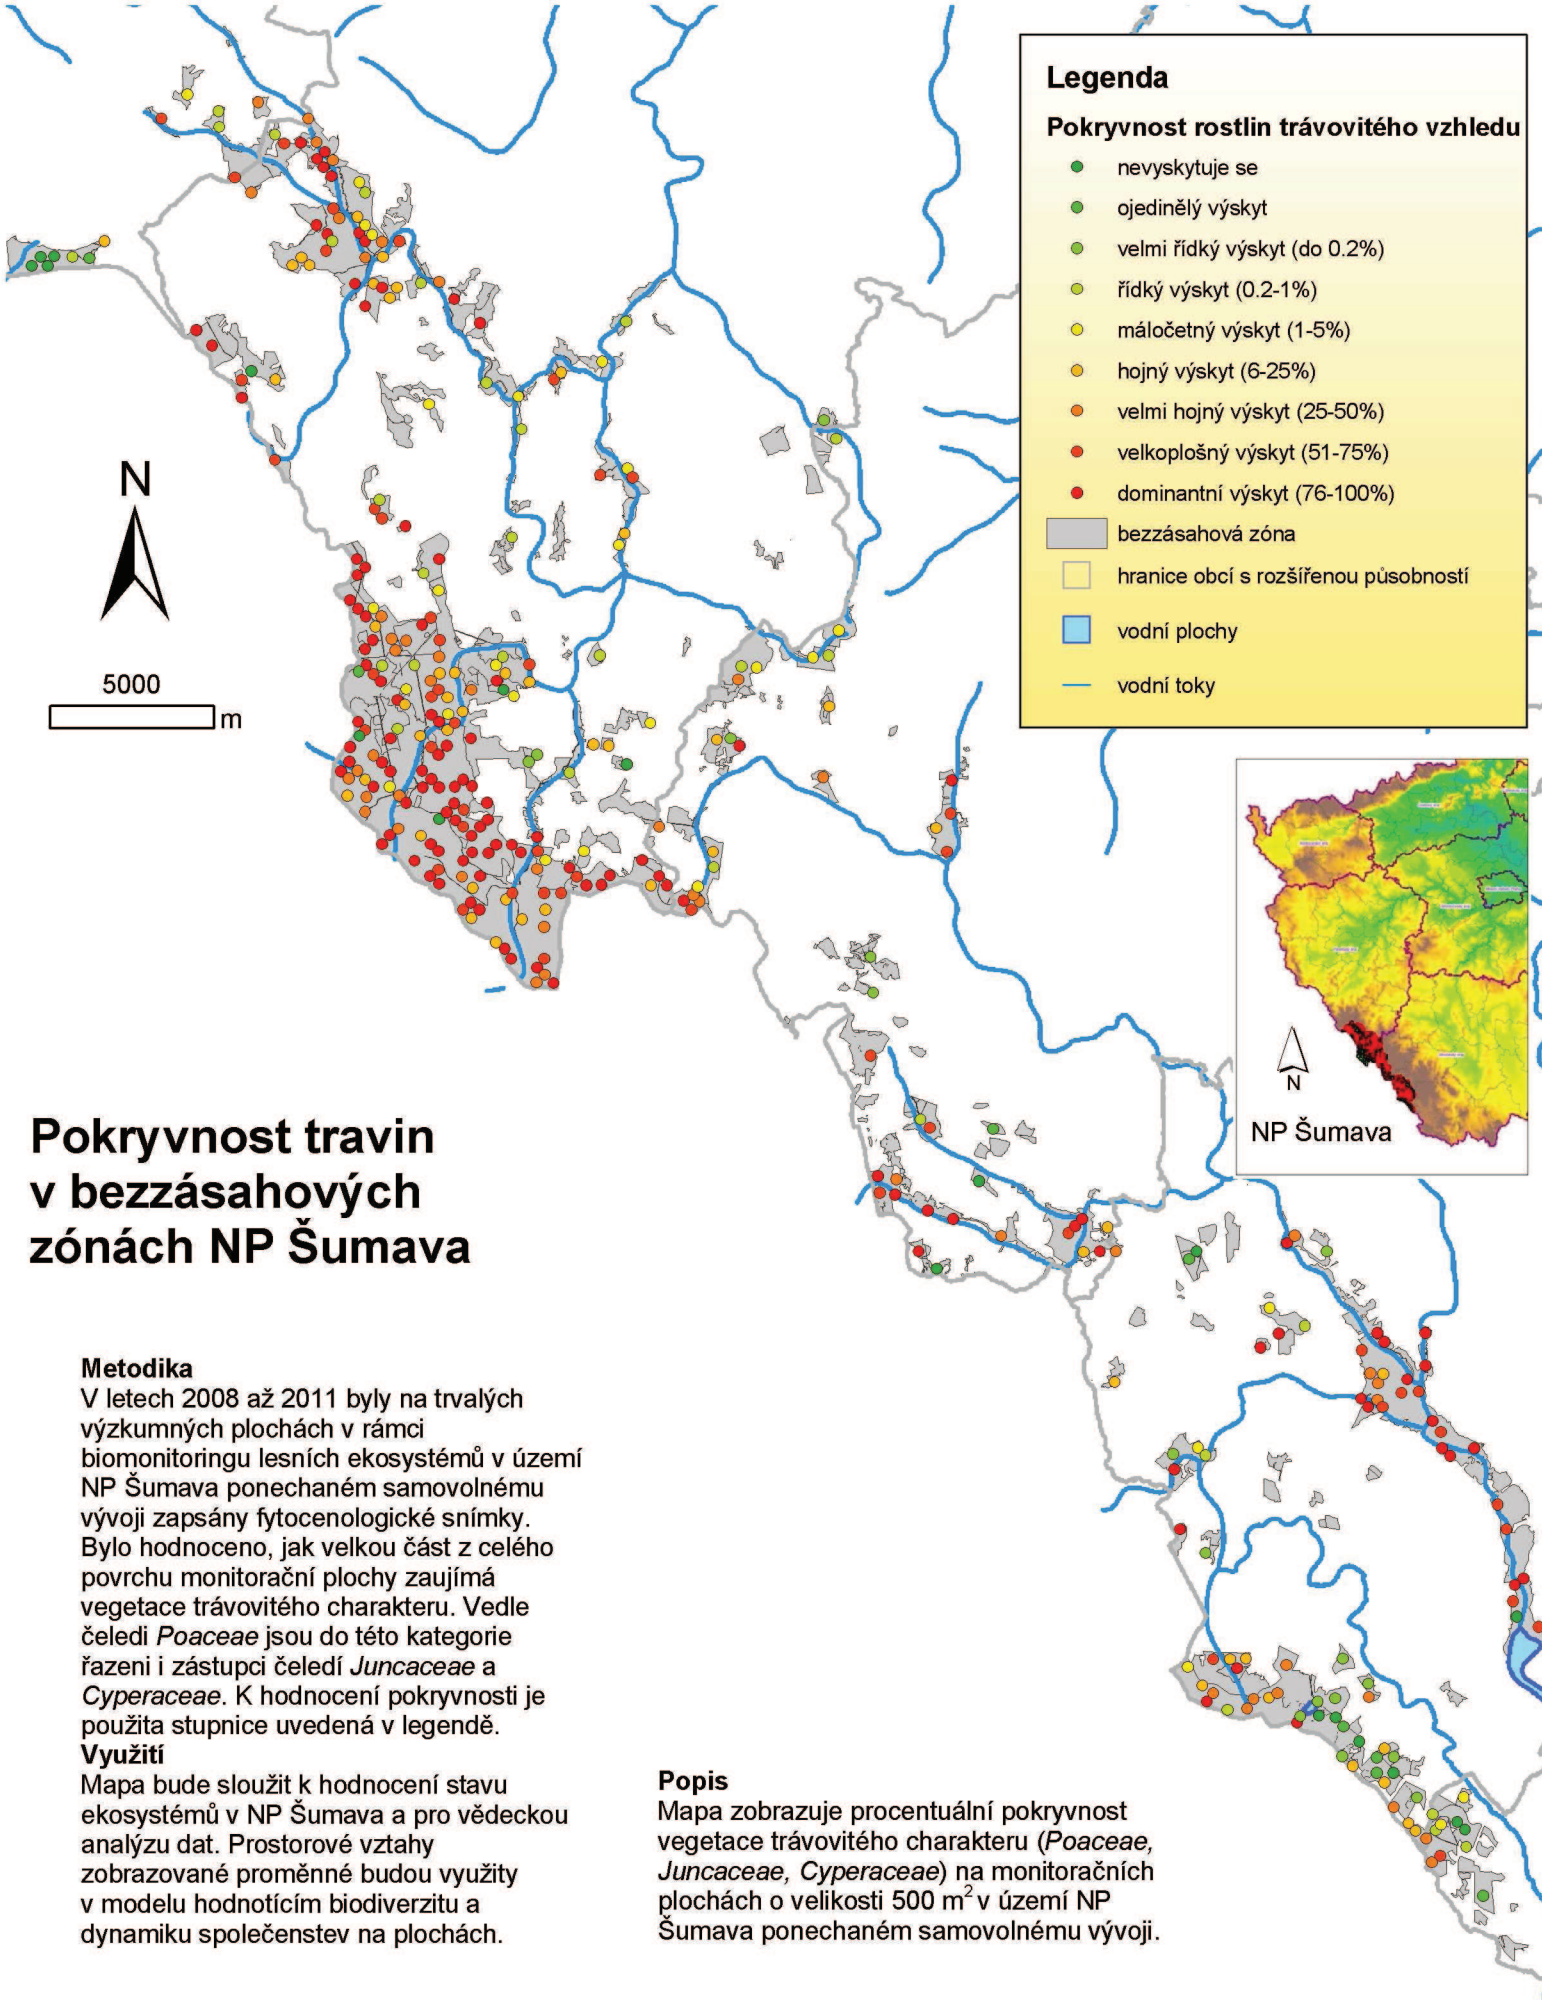 Legenda
Pokryvnost rostlin trávovitého vzhledu
nevyskytuje se
ojedinělý výskyt
velmi řídký výskyt (do 0.2%)
řídký výskyt (0.2-1%)
máločetný výskyt (1-5%)
hojný výskyt (6-25%)
velmi hojný výskyt (25-50%)
velkoplošný výskyt (51-75%)
dominantní výskyt (76-100%)
bezzásahová zóna
hranice obcí s rozšířenou působností
vodní plochy
vodní toky
N
5000
m
N
NP Šumava
Pokryvnost travin
v bezzásahových
zónách NP Šumava
Metodika
V letech 2008 až 2011 byly na trvalých
výzkumných plochách v rámci
biomonitoringu lesních ekosystémů v území
NP Šumava ponechaném samovolnému
vývoji zapsány fytocenologické snímky.
Bylo hodnoceno, jak velkou část z celého
povrchu monitorační plochy zaujímá
vegetace trávovitého charakteru. Vedle
čeledi Poaceae jsou do této kategorie
řazeni i zástupci čeledí Juncaceae a
Cyperaceae. K hodnocení pokryvnosti je
použita stupnice uvedená v legendě.
Využití
Mapa bude sloužit k hodnocení stavu
ekosystémů v NP Šumava a pro vědeckou
analýzu dat. Prostorové vztahy
zobrazované proměnné budou využity
v modelu hodnotícím biodiverzitu a
dynamiku společenstev na plochách.
Popis
Mapa zobrazuje procentuální pokryvnost
vegetace trávovitého charakteru (Poaceae,
Juncaceae, Cyperaceae) na monitoračních
plochách o velikosti 500 m² v území NP
Šumava ponechaném samovolnému vývoji.